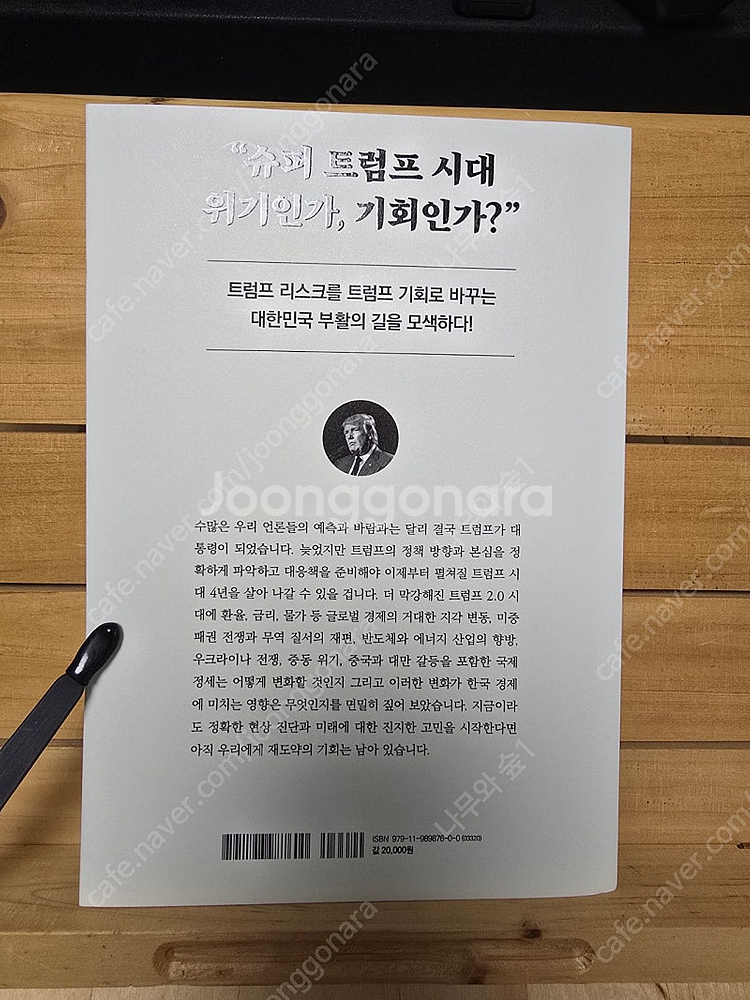 “슈퍼 트럼프 시대
위기인가, 기회인가?”
트럼프 리스크를 트럼프 기회로 바꾸는
대한민국 부활의 길을 모색하다!
Joonggonara
수많은 우리 언론들의 예측과 바람과는 달리 결국 트럼프가 대
통령이 되었습니다. 늦었지만 트럼프의 정책 방향과 본심을 정
확하게 파악하고 대응책을 준비해야 이제부터 펼쳐질 트럼프 시
대 4년을 살아 나갈 수 있을 겁니다. 더 막강해진 트럼프 2.0 시
대에 환율, 금리, 물가 등 글로벌 경제의 거대한 지각 변동, 미중
패권 전쟁과 무역 질서의 재편, 반도체와 에너지 산업의 향방,
우크라이나 전쟁, 중동 위기, 중국과 대만 갈등을 포함한 국제
정세는 어떻게 변화할 것인지 그리고 이러한 변화가 한국 경제
에 미치는 영향은 무엇인지를 면밀히 짚어 보았습니다. 지금이라
도 정확한 현상 진단과 미래에 대한 진지한 고민을 시작한다면
아직 우리에게 재도약의 기회는 남아 있습니다.
ISBN 979-11-989876-0-0 (03320)
값 20,000원
cafe.naver.com/joonggonara
나무와 숲1